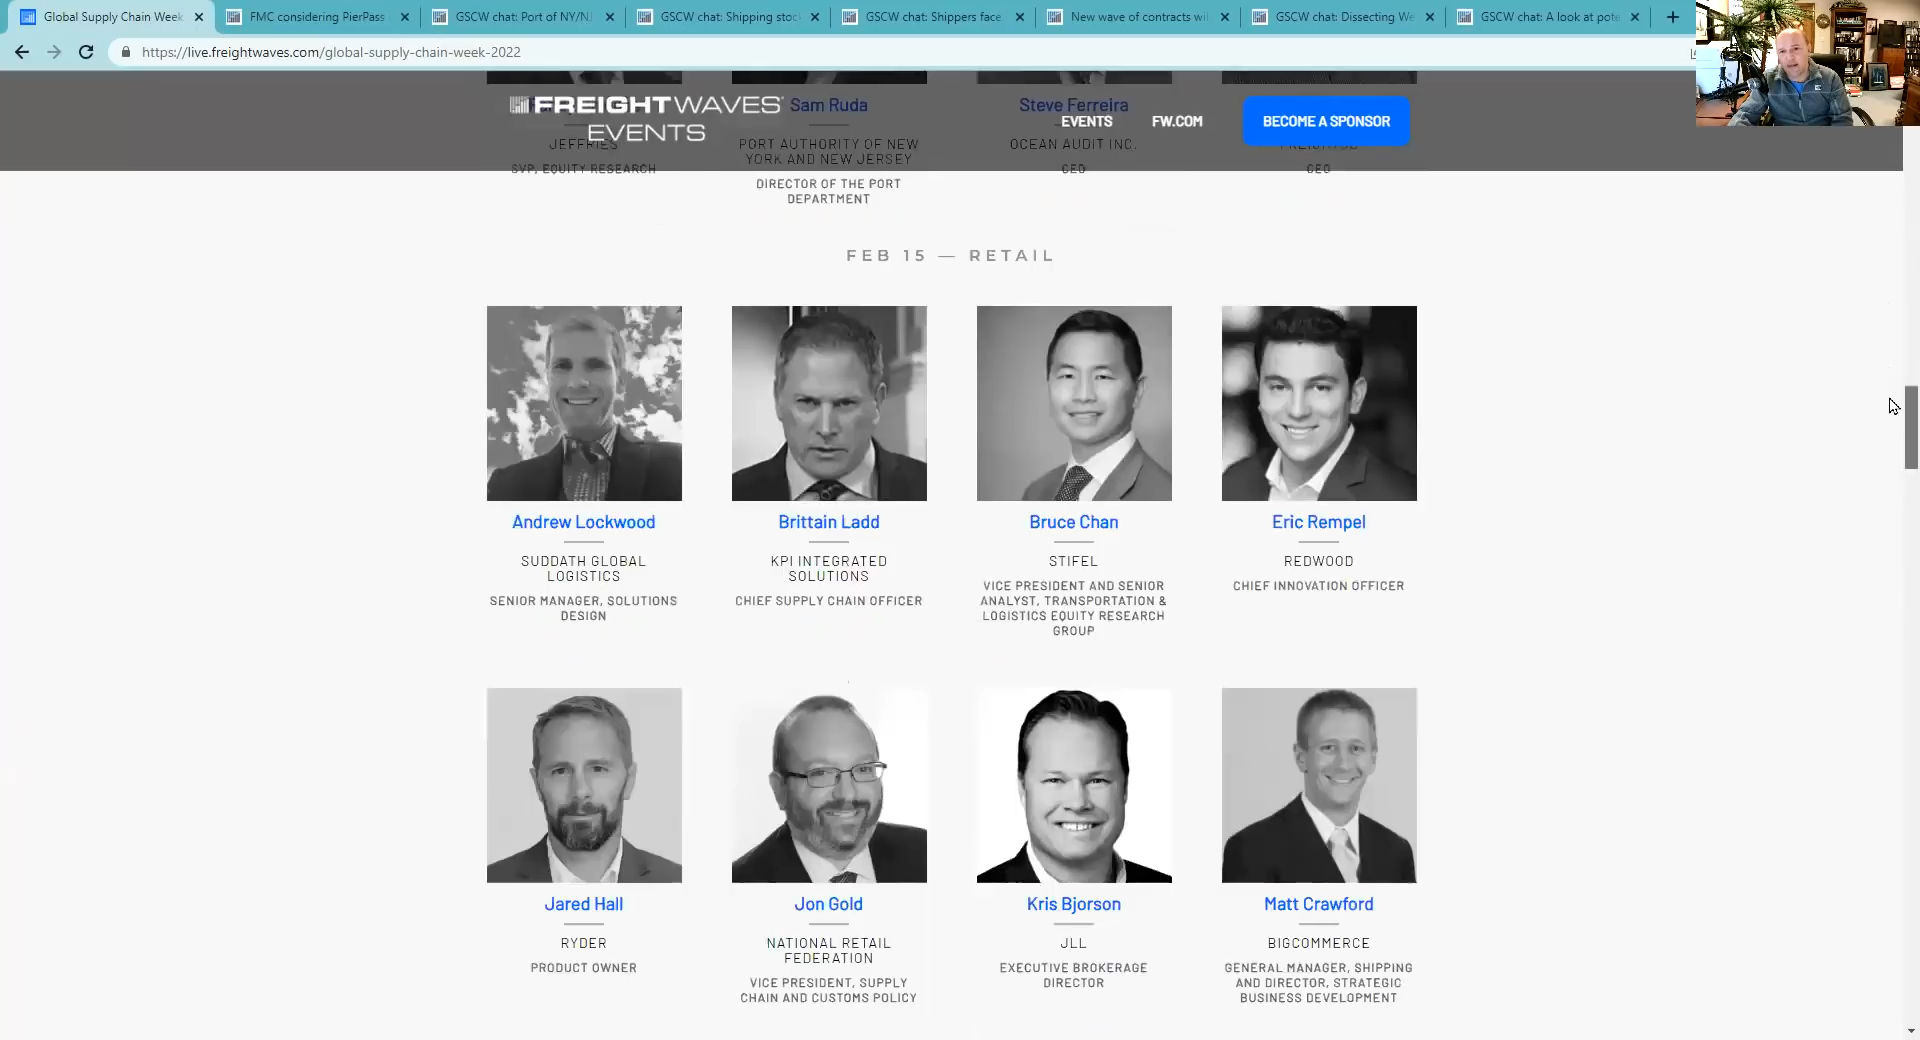 Global Supply Chain Week
FMC considering PierPass
GSCW chat: Port of NY/NJ
GSCW chat: Shipping stoc
GSCW chat: Shippers face
New wave of contracts wi
GSCW chat: Dissecting We
GSCW chat: A look at pote
https://live.freightwaves.com/global-supply-chain-week-2022
FREIGHTWAVES
EVENTS
EVENTS
FW.COM
BECOME A SPONSOR
Sam Ruda
Steve Ferreira
JEFFRIES
SVP, EQUITY RESEARCH
PORT AUTHORITY OF NEW
YORK AND NEW JERSEY
DIRECTOR OF THE PORT
DEPARTMENT
OCEAN AUDIT INC.
CEO
CEO
FEB 15 — RETAIL
Andrew Lockwood
SUDDATH GLOBAL
LOGISTICS
SENIOR MANAGER, SOLUTIONS
DESIGN
Brittain Ladd
KPI INTEGRATED
SOLUTIONS
CHIEF SUPPLY CHAIN OFFICER
Bruce Chan
STIFEL
VICE PRESIDENT AND SENIOR
ANALYST, TRANSPORTATION &
LOGISTICS EQUITY RESEARCH
GROUP
Eric Rempel
REDWOOD
CHIEF INNOVATION OFFICER
Jared Hall
RYDER
PRODUCT OWNER
Jon Gold
NATIONAL RETAIL
FEDERATION
VICE PRESIDENT, SUPPLY
CHAIN AND CUSTOMS POLICY
Kris Bjorson
JLL
EXECUTIVE BROKERAGE
DIRECTOR
Matt Crawford
BIGCOMMERCE
GENERAL MANAGER, SHIPPING
AND DIRECTOR, STRATEGIC
BUSINESS DEVELOPMENT